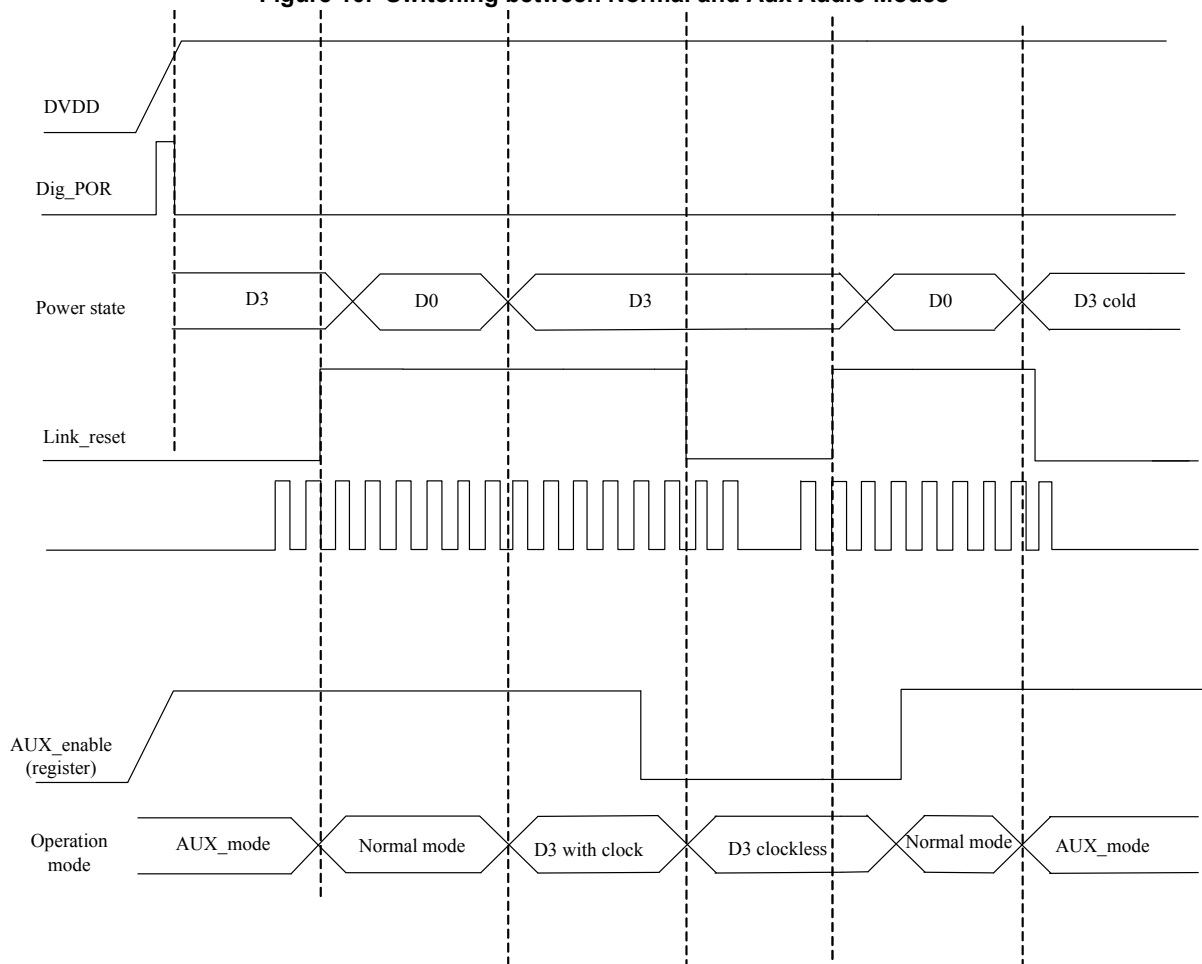 Figure 10. Switching between Normal and Aux Audio Modes
DVDD
Dig_POR
Power state
D3
D0
D3
D0
D3 cold
Link_reset
AUX_enable
(register)
Operation
mode
AUX_mode
Normal mode
D3 with clock
D3 clockless
Normal mode
AUX_mode